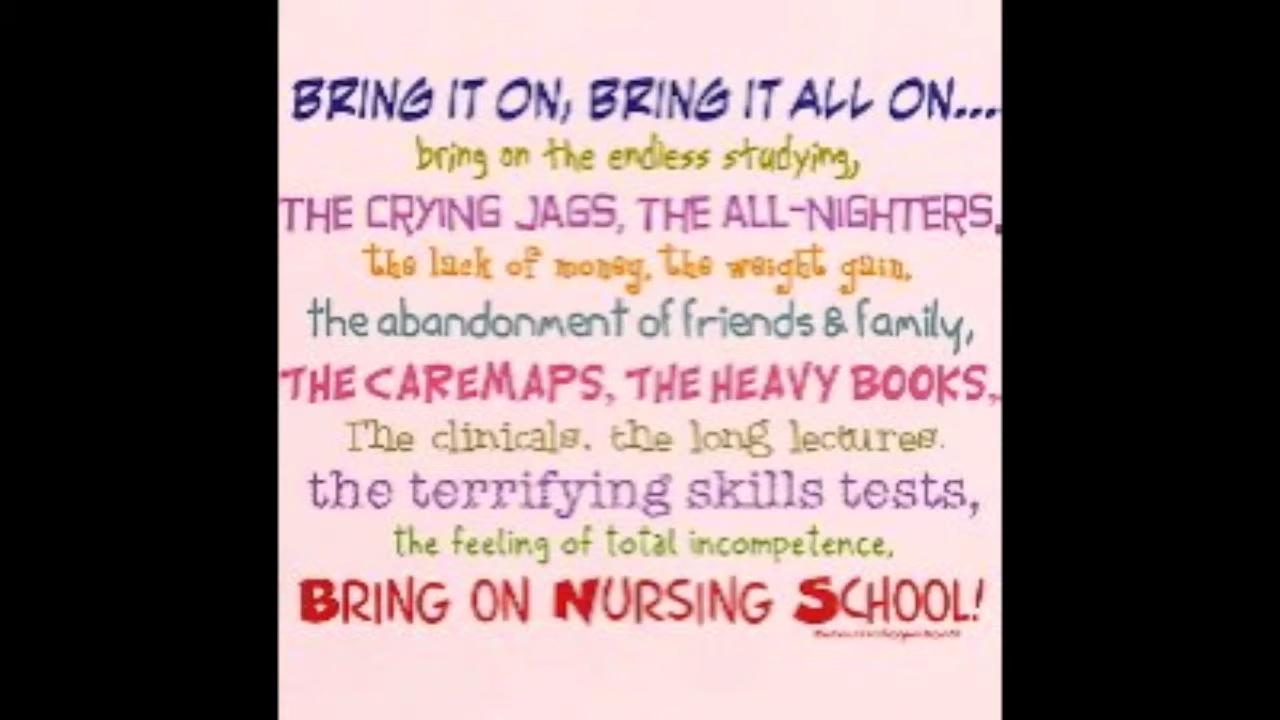 BRING IT ON, BRING IT ALL ON...
bring on the endless studying,
THE CRYING JAGS, THE ALL-NIGHTERS,
the lack of money, the weight gain,
the abandonment of friends & family,
THE CAREMAPS, THE HEAVY BOOKS,
The clinicals, the long lectures,
the terrifying skills tests,
the feeling of total incompetence,
BRING ON NURSING SCHOOL!